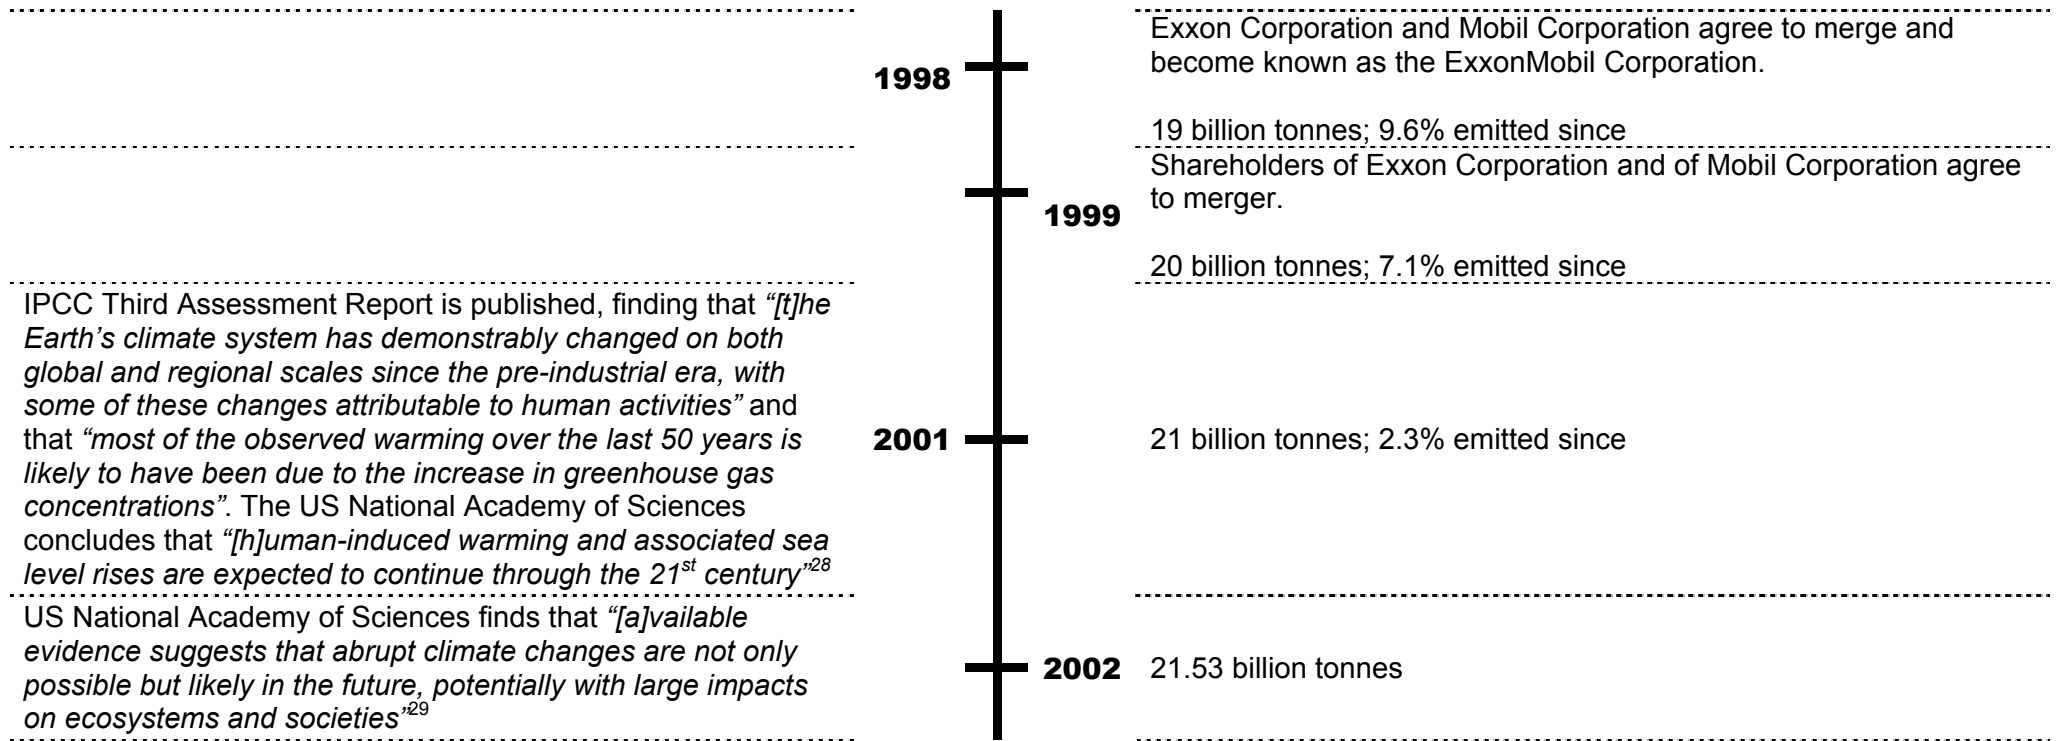 1998
Exxon Corporation and Mobil Corporation agree to merge and
become known as the ExxonMobil Corporation.
19 billion tonnes; 9.6% emitted since
1999
Shareholders of Exxon Corporation and of Mobil Corporation agree
to merger.
20 billion tonnes; 7.1% emitted since
IPCC Third Assessment Report is published, finding that “[t]he
Earth’s climate system has demonstrably changed on both
global and regional scales since the pre-industrial era, with
some of these changes attributable to human activities” and
that “most of the observed warming over the last 50 years is
likely to have been due to the increase in greenhouse gas
concentrations”. The US National Academy of Sciences
concludes that “[h]uman-induced warming and associated sea
level rises are expected to continue through the 21st century”28
2001
21 billion tonnes; 2.3% emitted since
US National Academy of Sciences finds that “[a]vailable
evidence suggests that abrupt climate changes are not only
possible but likely in the future, potentially with large impacts
on ecosystems and societies”29
2002
21.53 billion tonnes